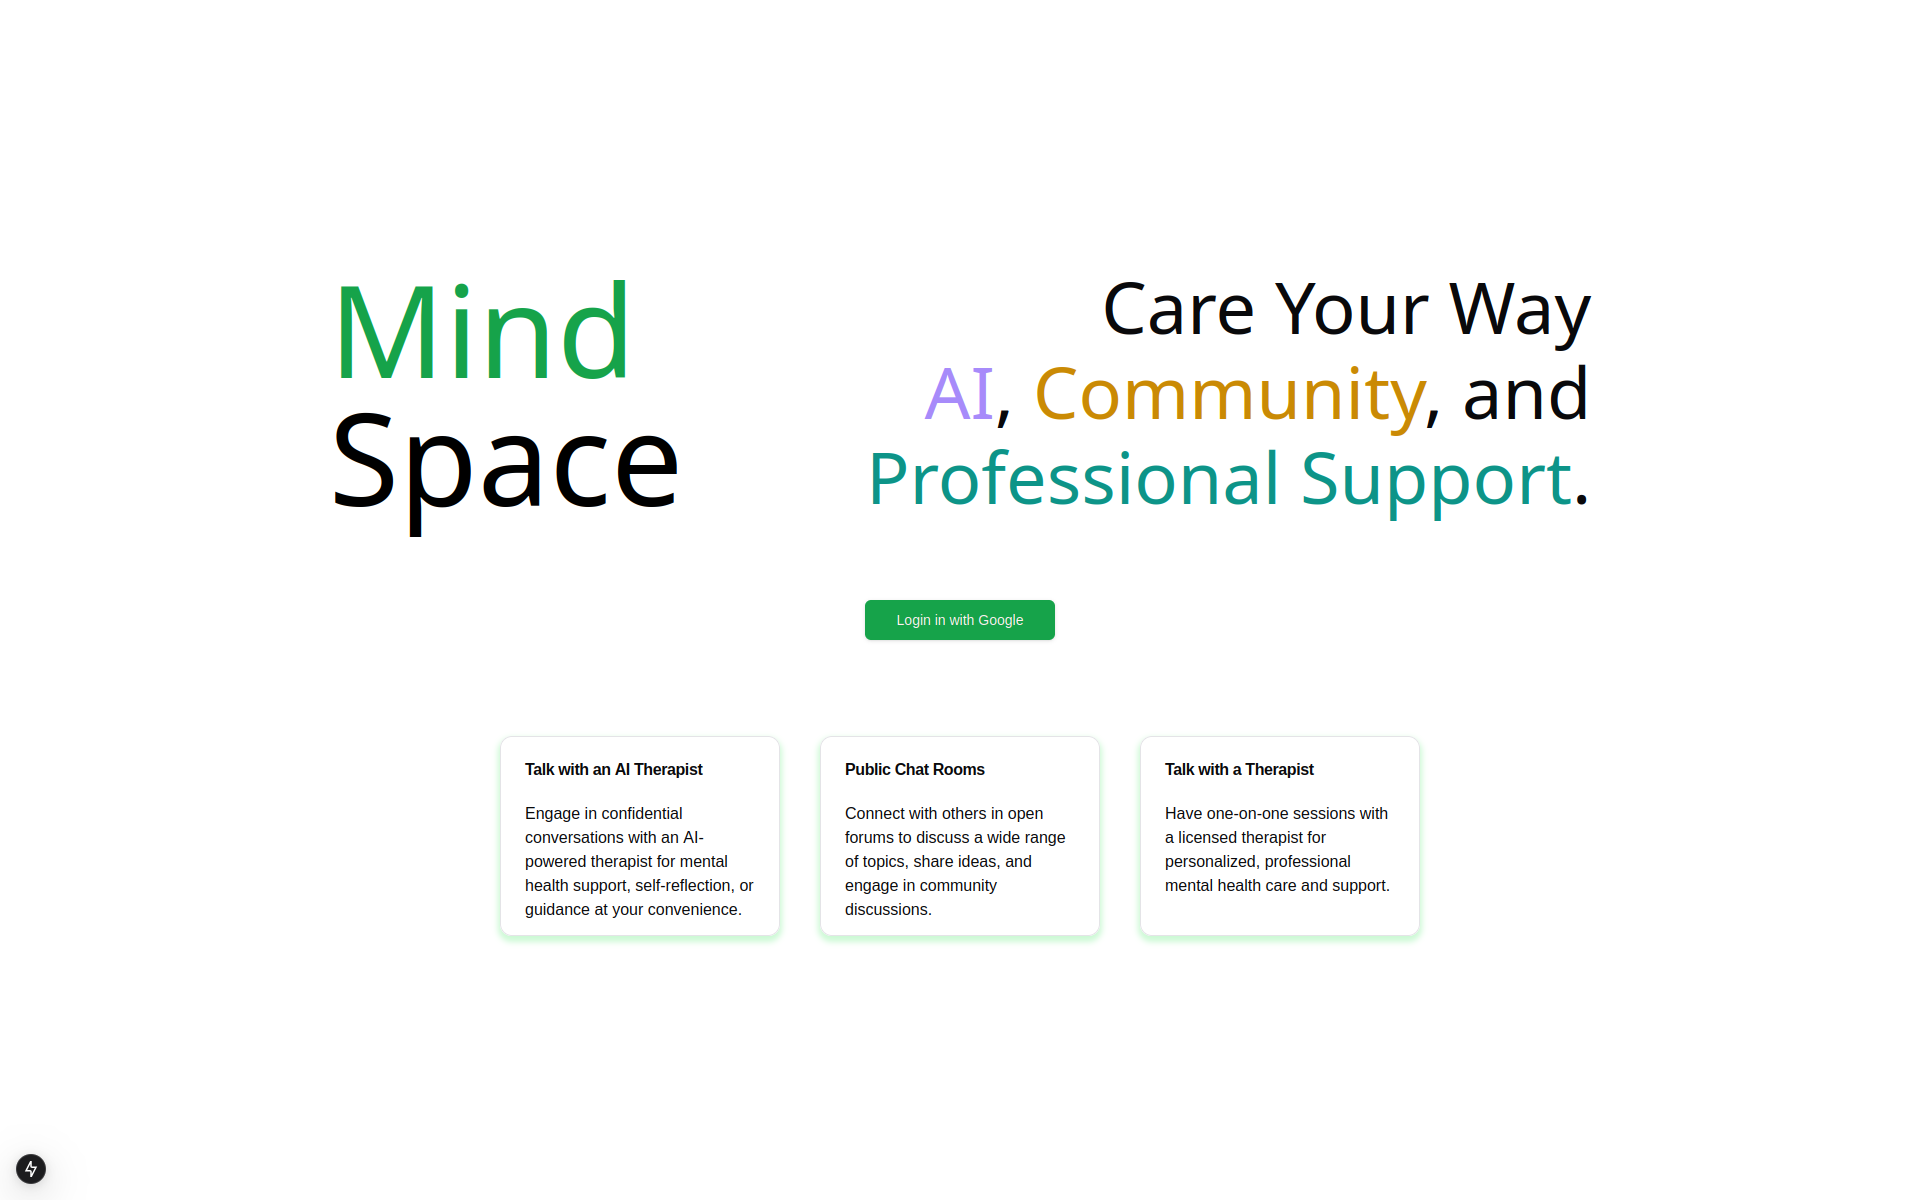 Mind
Space
Care Your Way
AI, Community, and
Professional Support.
Login in with Google
Talk with an AI Therapist
Engage in confidential
conversations with an AI-
powered therapist for mental
health support, self-reflection, or
guidance at your convenience.
Public Chat Rooms
Connect with others in open
forums to discuss a wide range
of topics, share ideas, and
engage in community
discussions.
Talk with a Therapist
Have one-on-one sessions with
a licensed therapist for
personalized, professional
mental health care and support.